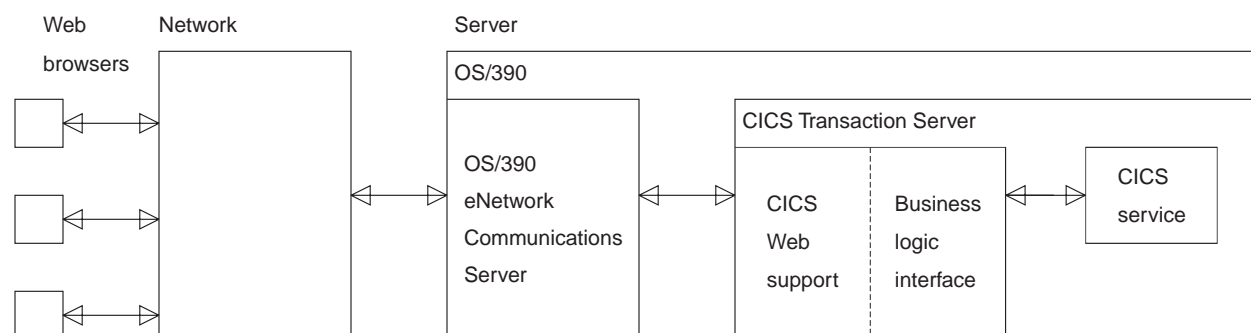 Web
browsers
Network
Server
OS/390
CICS Transaction Server
OS/390
eNetwork
Communications
Server
CICS
Web
support
Business
logic
interface
CICS
service